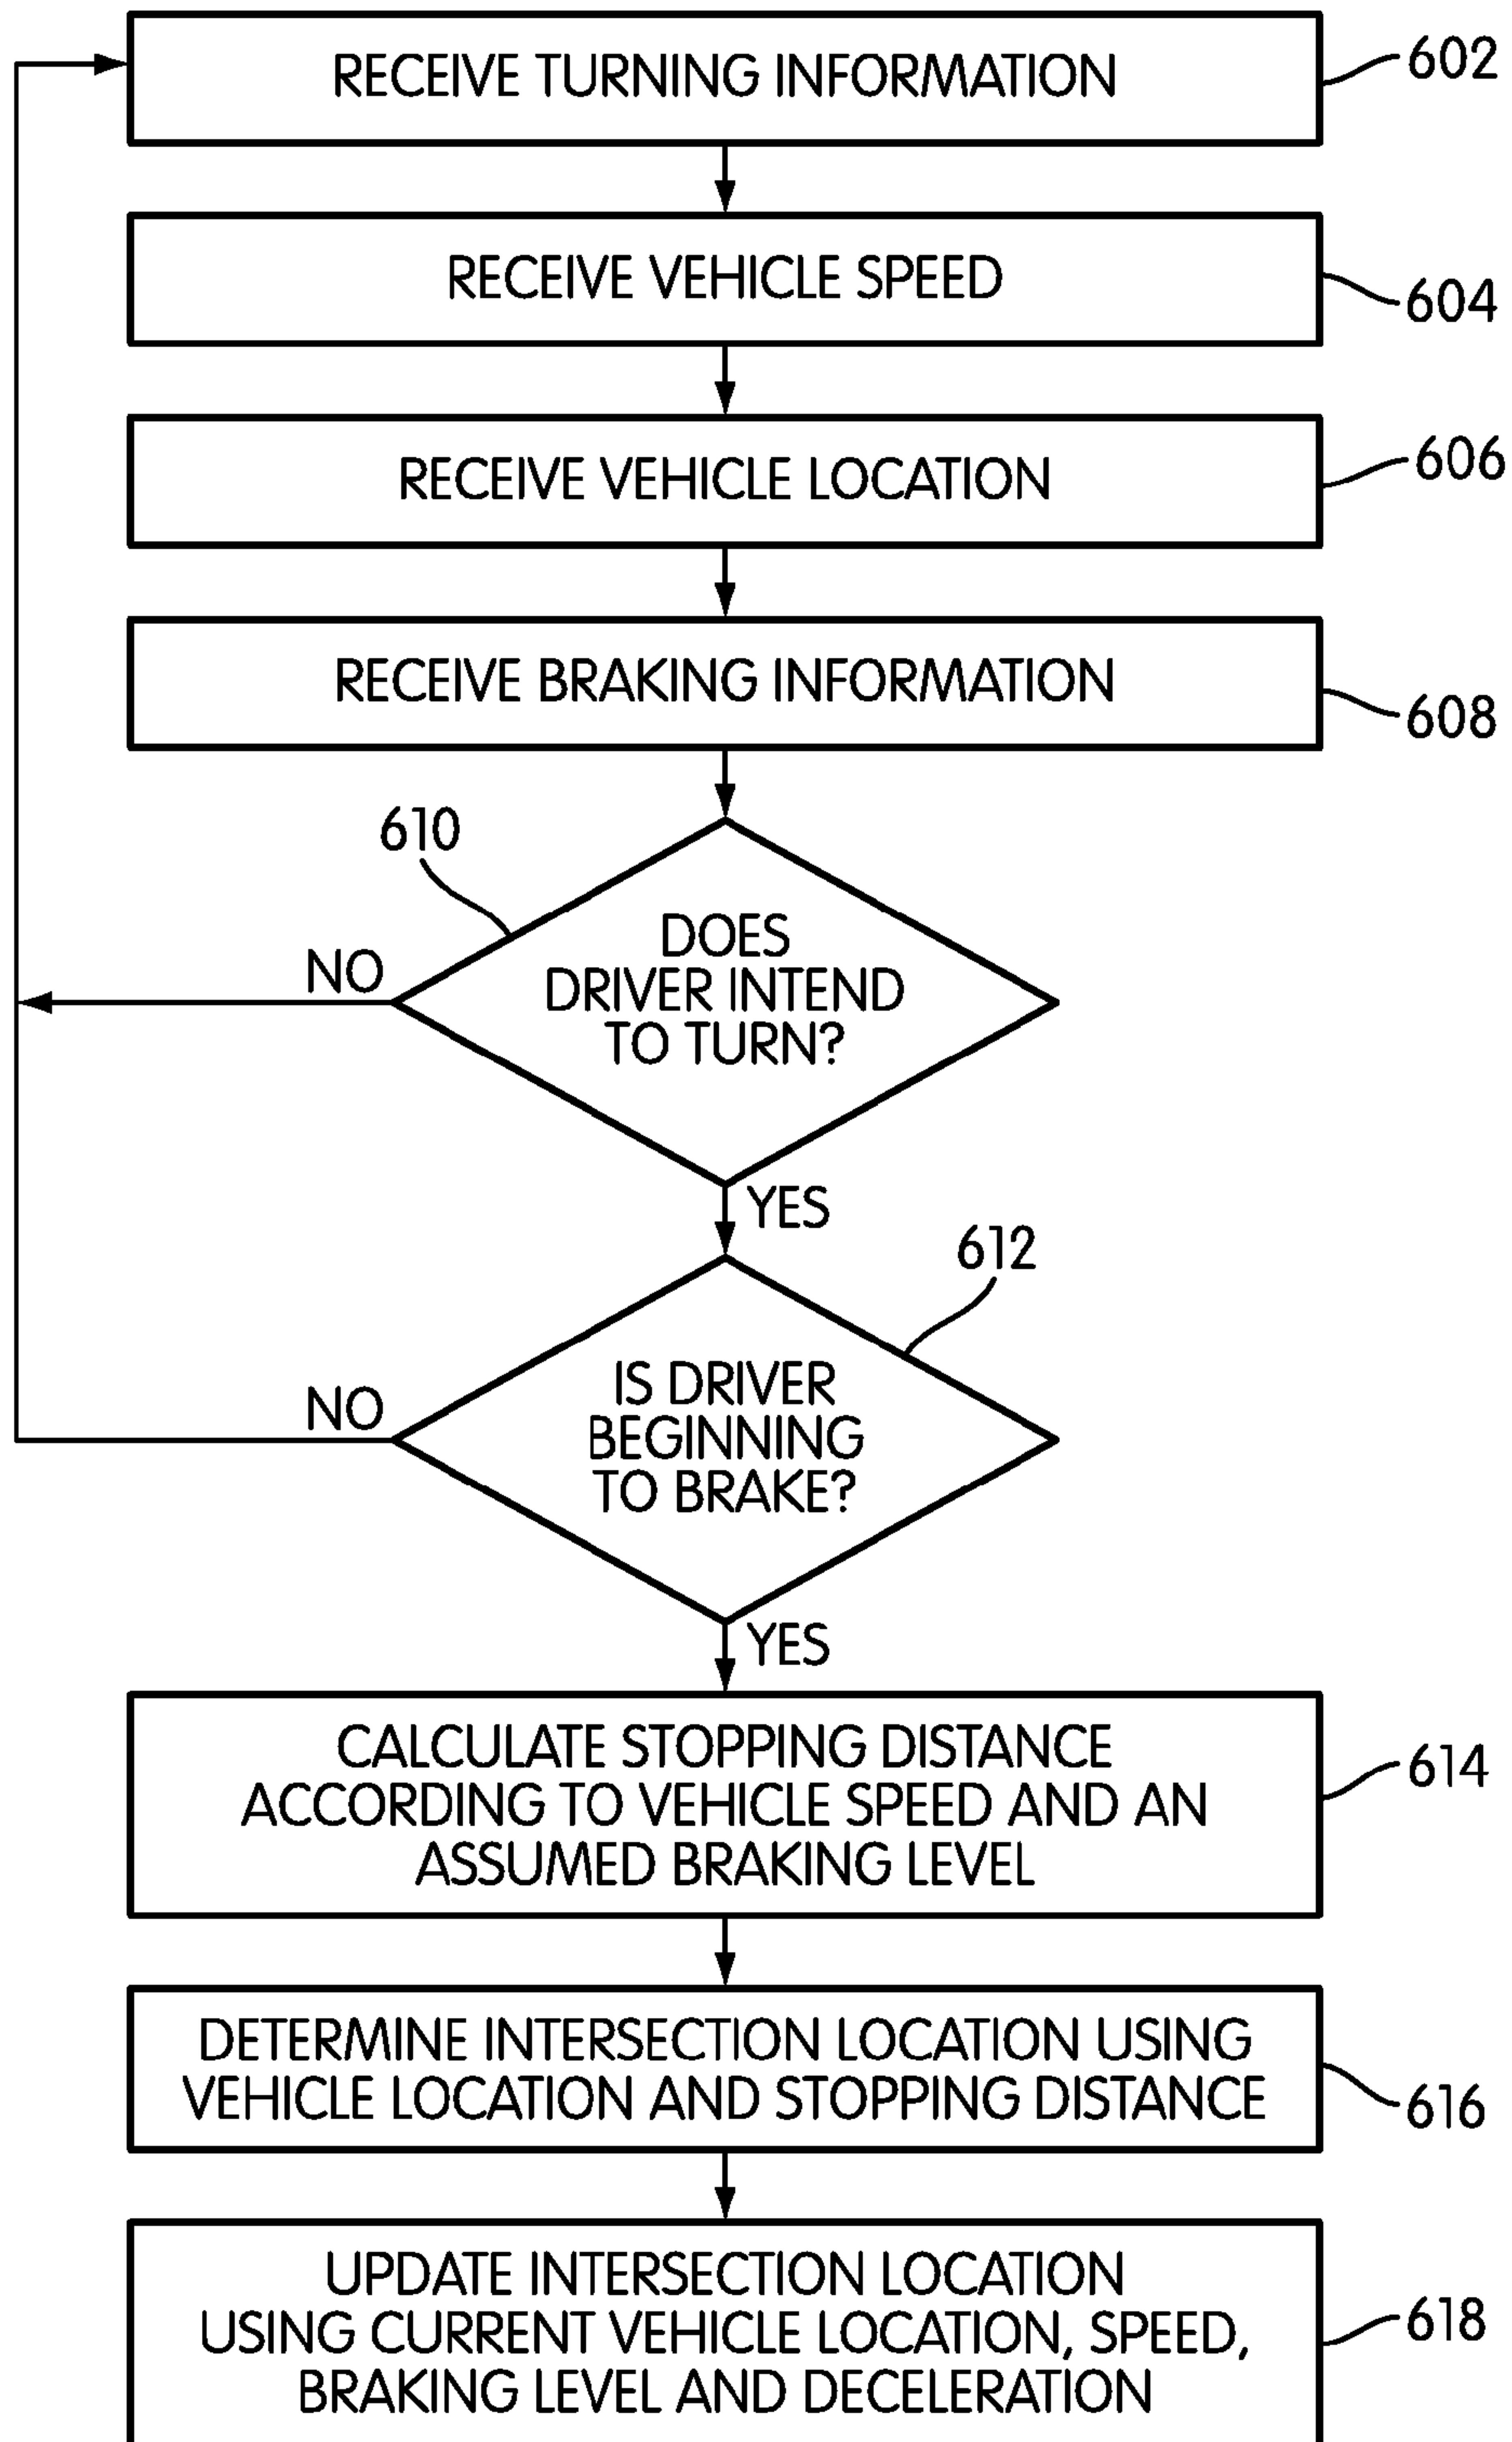 RECEIVE TURNING INFORMATION
602
RECEIVE VEHICLE SPEED
604
RECEIVE VEHICLE LOCATION
606
RECEIVE BRAKING INFORMATION
608
610
DOES
DRIVER INTEND
TO TURN?
NO
YES
612
IS DRIVER
BEGINNING
TO BRAKE?
NO
YES
CALCULATE STOPPING DISTANCE
ACCORDING TO VEHICLE SPEED AND AN
ASSUMED BRAKING LEVEL
614
DETERMINE INTERSECTION LOCATION USING
VEHICLE LOCATION AND STOPPING DISTANCE
616
UPDATE INTERSECTION LOCATION
USING CURRENT VEHICLE LOCATION, SPEED,
BRAKING LEVEL AND DECELERATION
618